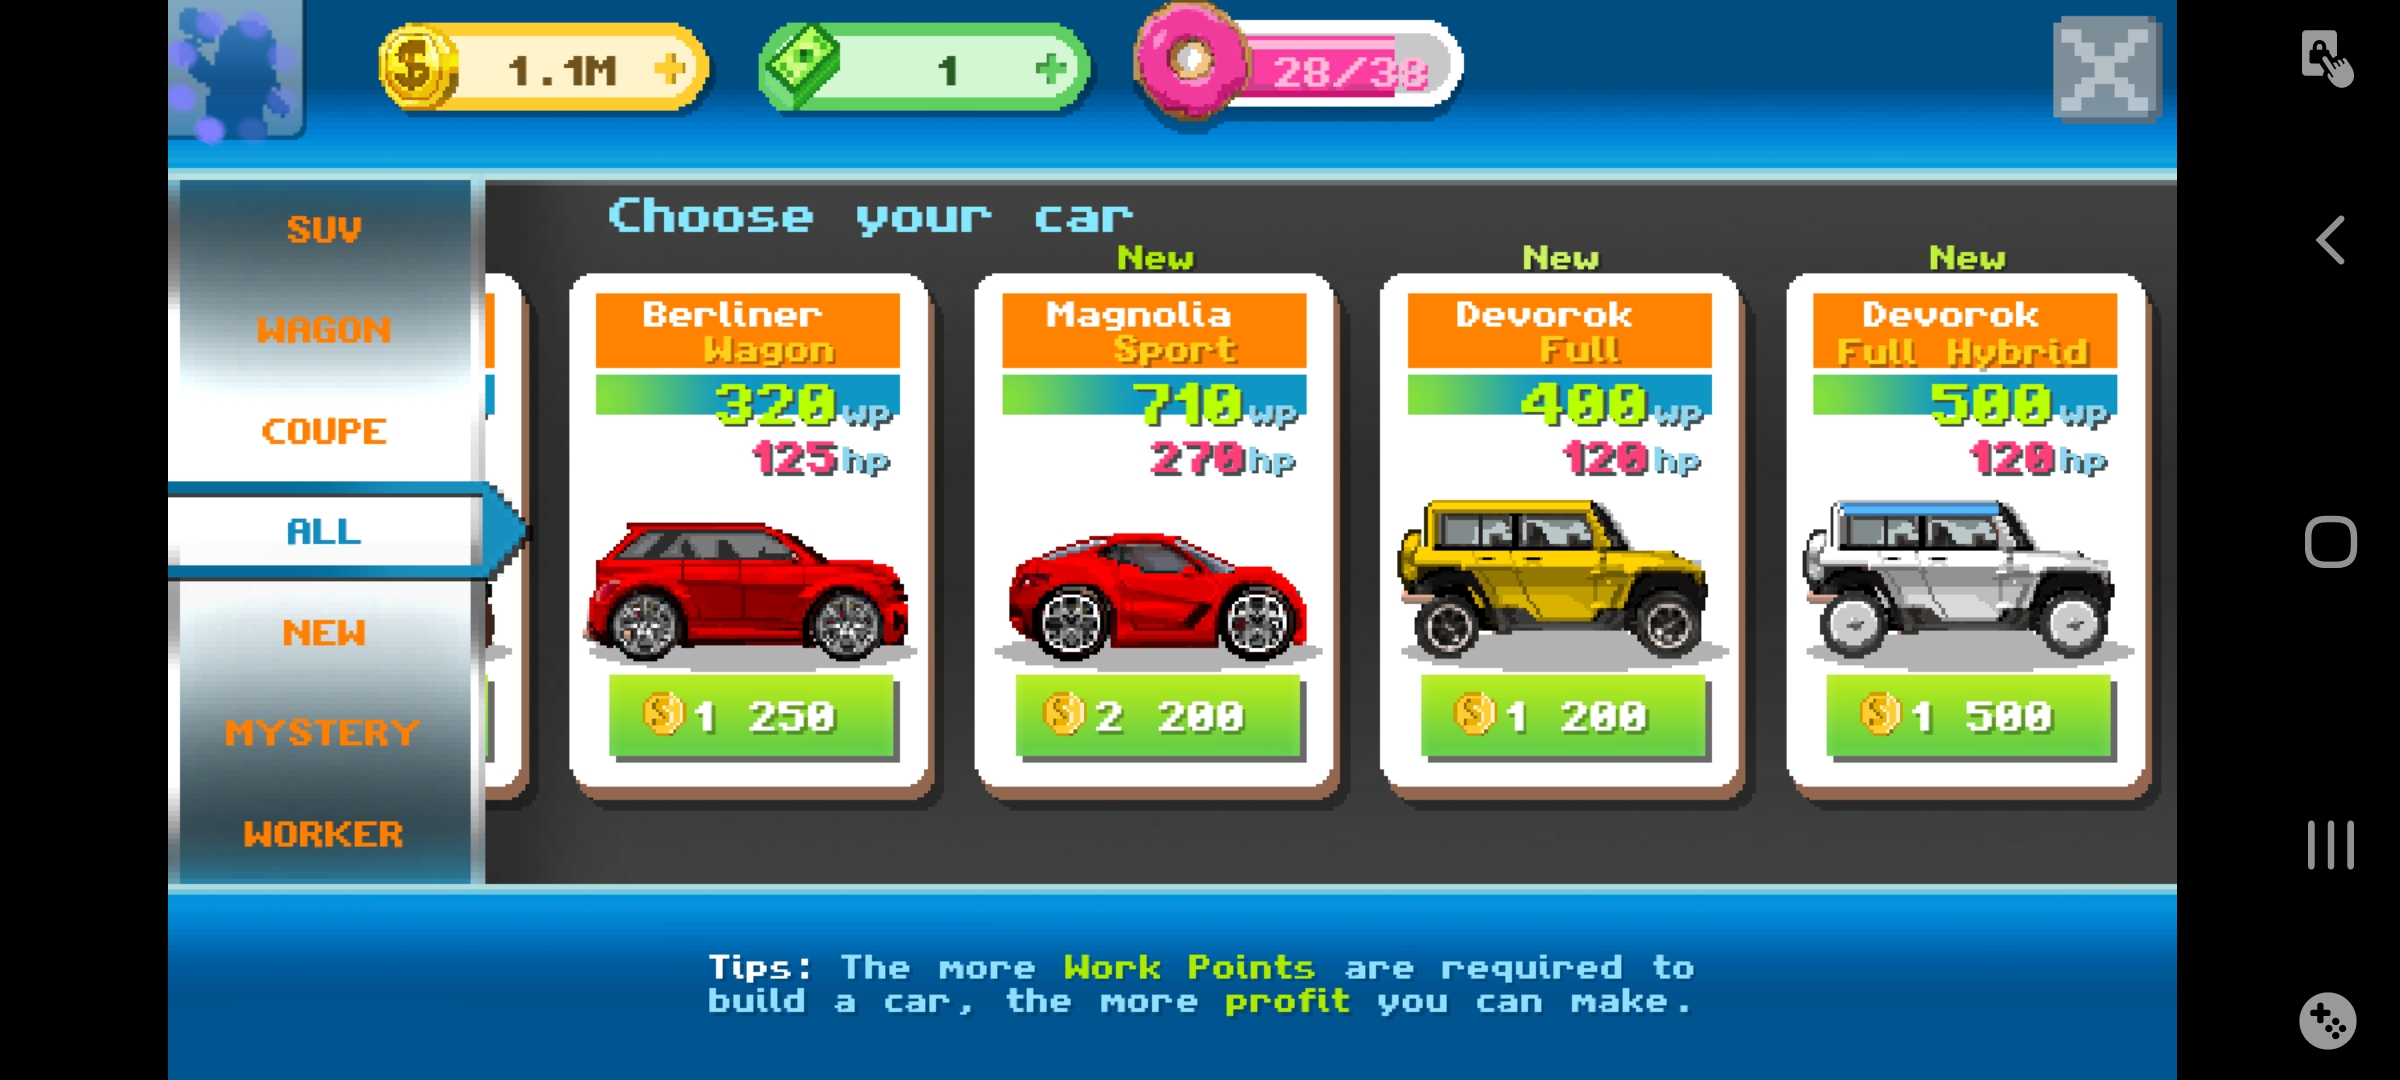 1.1M
1
28/30
SUV
WAGON
COUPE
ALL
NEW
MYSTERY
WORKER
Choose your car
Berliner
Wagon
320wp
125hp
1 250
New
Magnolia
Sport
710wp
270hp
2 200
New
Devorok
Full
400wp
120hp
1 200
New
Devorok
Full Hybrid
500wp
120hp
1 500
Tips: The more Work Points are required to
build a car, the more profit you can make.